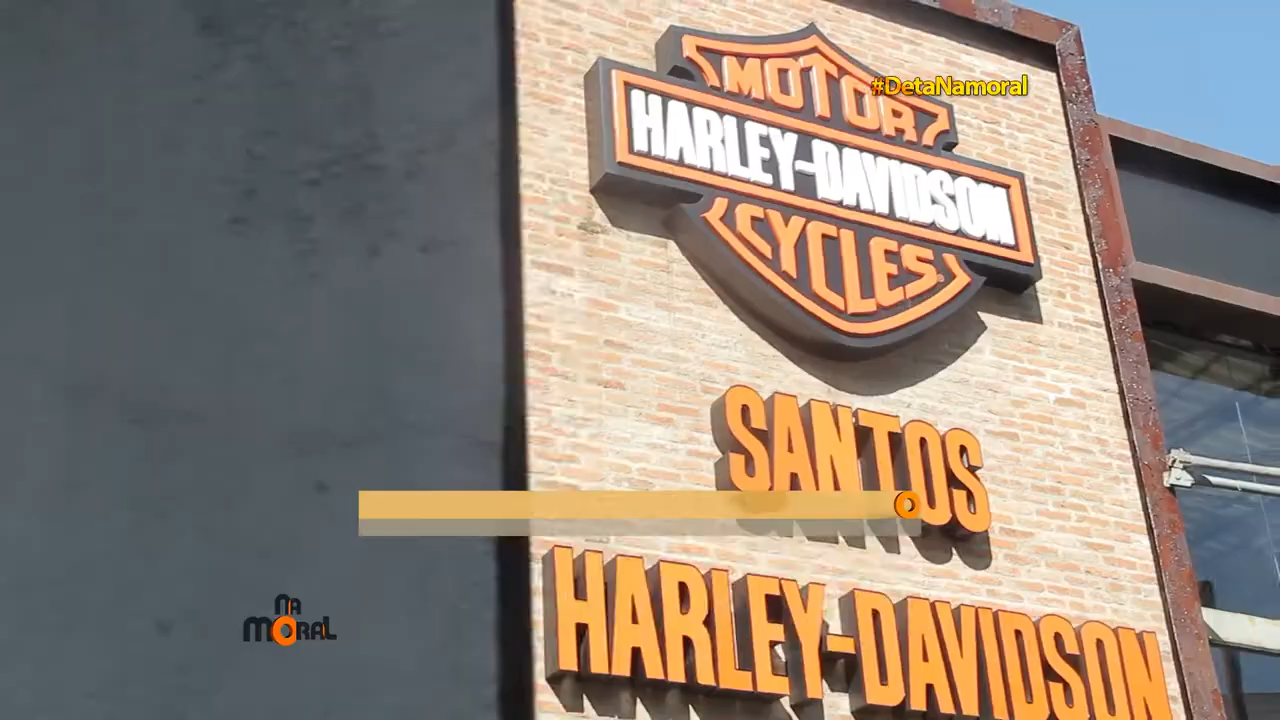 #DetaNamoral
MOTOR
HARLEY-DAVIDSON
CYCLES
SANTOS
HARLEY-DAVIDSON
NA
MORAL